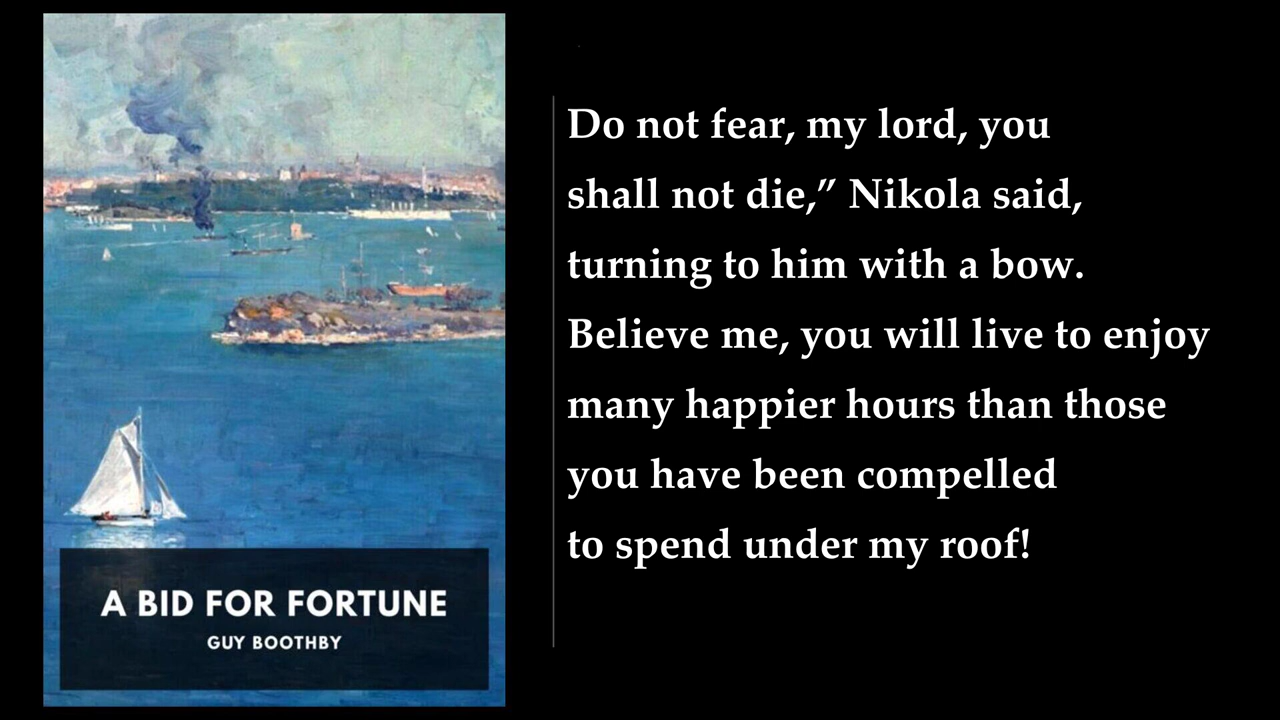 Do not fear, my lord, you
shall not die,” Nikola said,
turning to him with a bow.
Believe me, you will live to enjoy
many happier hours than those
you have been compelled
to spend under my roof!
A BID FOR FORTUNE
GUY BOOTHBY